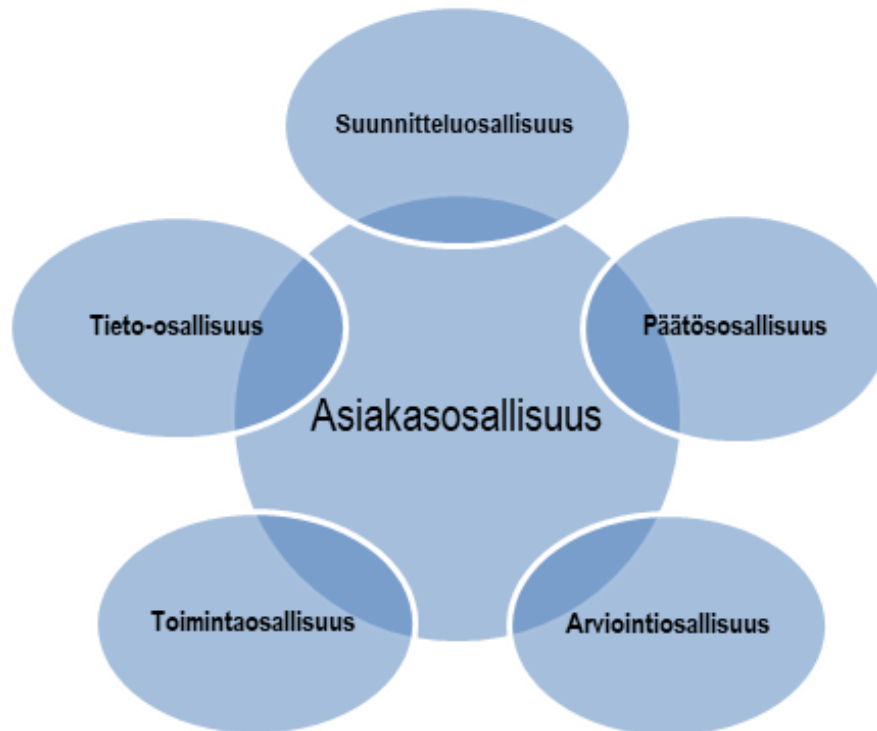 Suunnitteluosallisuus
Tieto-osallisuus
Päätösosallisuus
Asiakasosallisuus
Toimintaosallisuus
Arviointiosallisuus